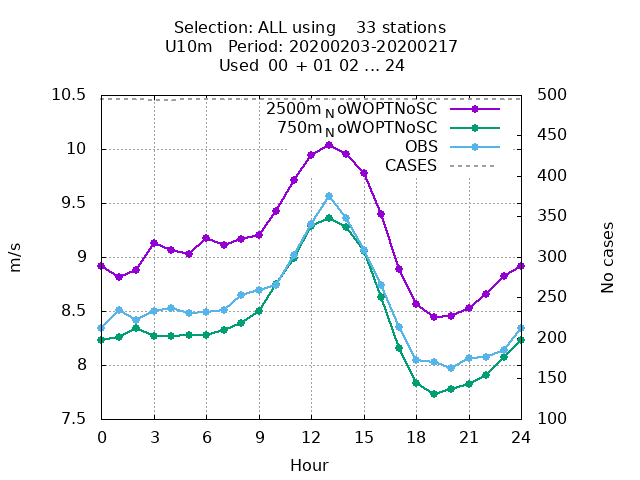 Selection: ALL using    33 stations
U10m   Period: 20200203-20200217
Used  00  + 01 02 ... 24
2500m_NoWOPTNoSC
750m_NoWOPTNoSC
OBS
CASES
10.5
10
9.5
9
8.5
8
7.5
m/s
500
450
400
350
300
250
200
150
100
No cases
0 3 6 9 12 15 18 21 24
Hour